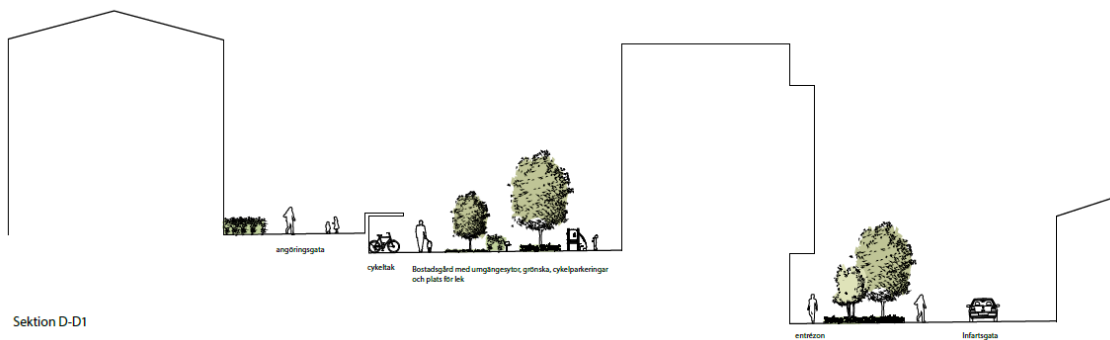 angöringsgata
cykeltak
Bostadsgård med umgängesytor, grönska, cykelparkeringar
och plats för lek
Sektion D-D1
entrézon
Infartsgata